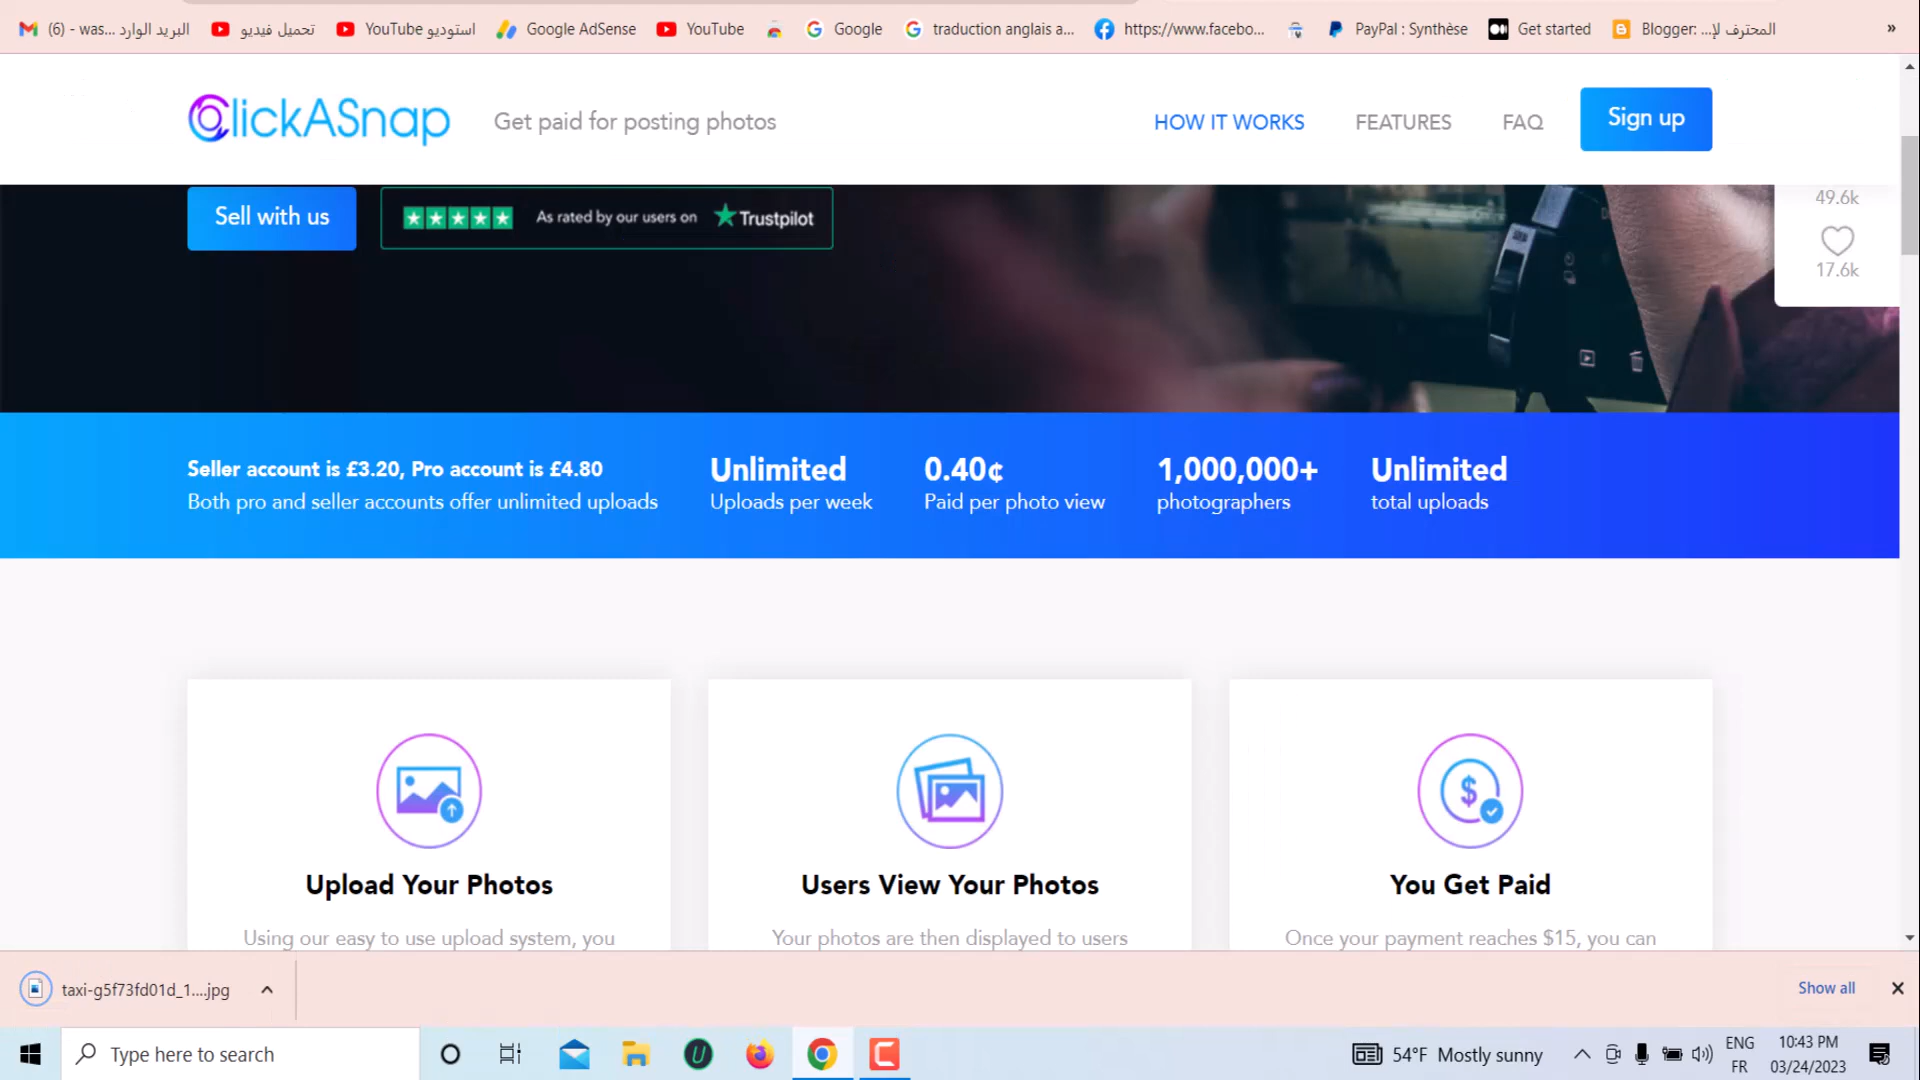 (6) - was... البريد الوارد
تحميل فيديو
استوديو YouTube
Google AdSense
YouTube
Google
traduction anglais a...
https://www.facebo...
PayPal : Synthèse
Get started
Blogger: ...المحترف لإ
»
ClickASnap
Get paid for posting photos
HOW IT WORKS
FEATURES
FAQ
Sign up
Sell with us
As rated by our users on
Trustpilot
49.6k
17.6k
Seller account is £3.20, Pro account is £4.80
Both pro and seller accounts offer unlimited uploads
Unlimited
Uploads per week
0.40¢
Paid per photo view
1,000,000+
photographers
Unlimited
total uploads
Upload Your Photos
Using our easy to use upload system, you
Users View Your Photos
Your photos are then displayed to users
You Get Paid
Once your payment reaches $15, you can
taxi-g5f73fd01d_1....jpg
Show all
Type here to search
54°F Mostly sunny
ENG
FR
10:43 PM
03/24/2023